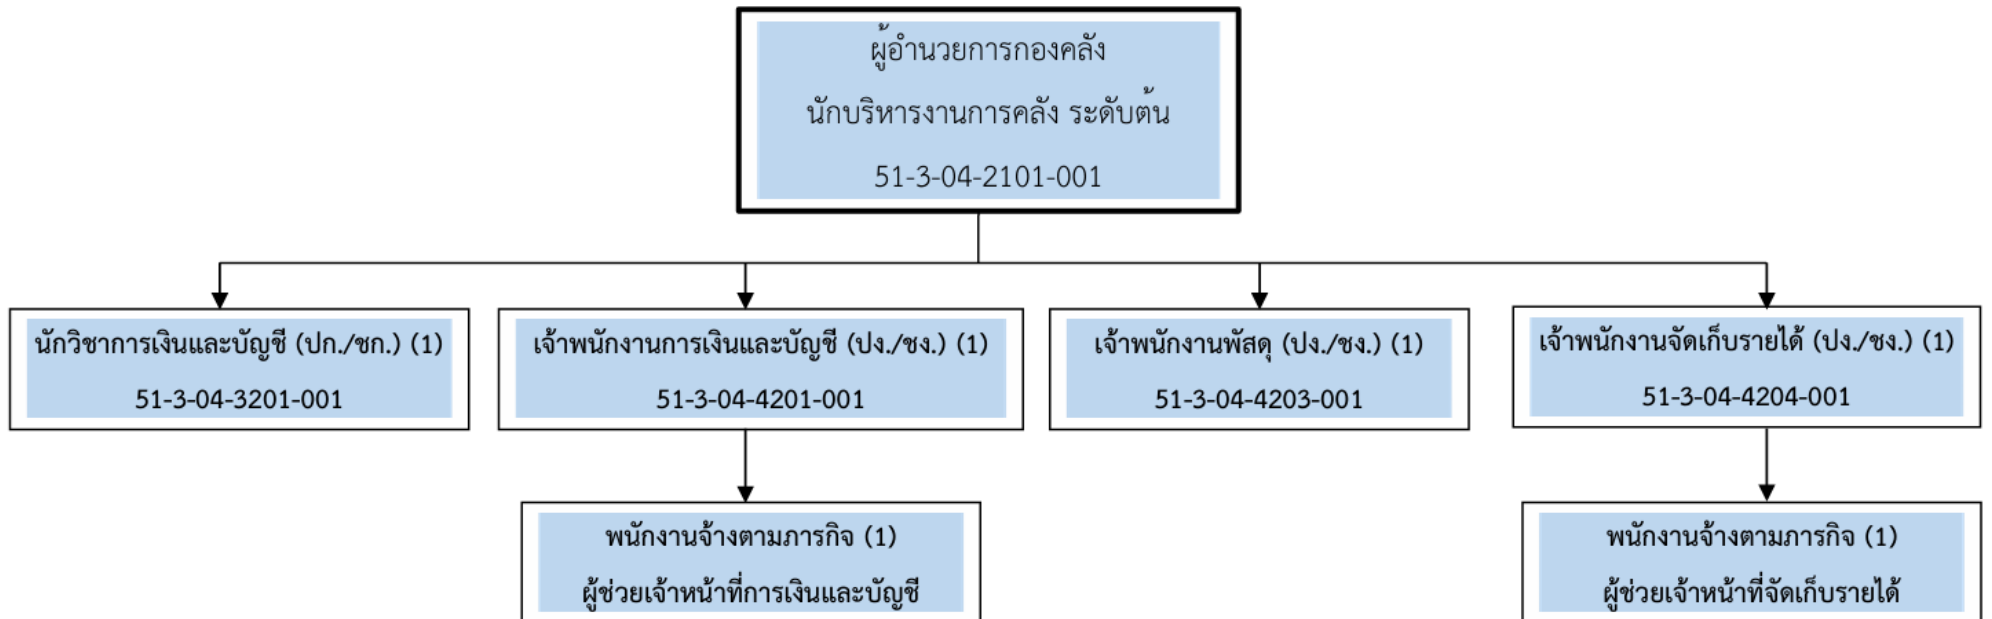 ผู้อำนวยการกองคลัง
นักบริหารงานการคลัง ระดับต้น
51-3-04-2101-001
นักวิชาการเงินและบัญชี (ปก./ชก.) (1)
51-3-04-3201-001
เจ้าพนักงานการเงินและบัญชี (ปง./ชง.) (1)
51-3-04-4201-001
เจ้าพนักงานพัสดุ (ปง./ชง.) (1)
51-3-04-4203-001
เจ้าพนักงานจัดเก็บรายได้ (ปง./ชง.) (1)
51-3-04-4204-001
พนักงานจ้างตามภารกิจ (1)
ผู้ช่วยเจ้าหน้าที่การเงินและบัญชี
พนักงานจ้างตามภารกิจ (1)
ผู้ช่วยเจ้าหน้าที่จัดเก็บรายได้